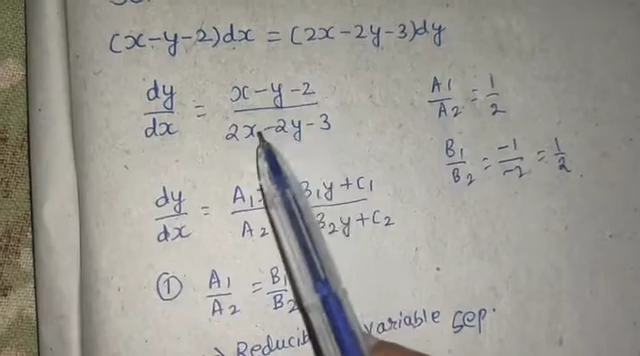 (x-y-2)dx = (2x-2y-3)dy
dy/dx = (x-y-2)/(2x-2y-3)
A1/A2 = 1/2
B1/B2 = -1/-2 = 1/2
dy/dx = A1 B1y+C1 / A2 B2y+C2
① A1/A2 = B1/B2
Reducib variable sep.